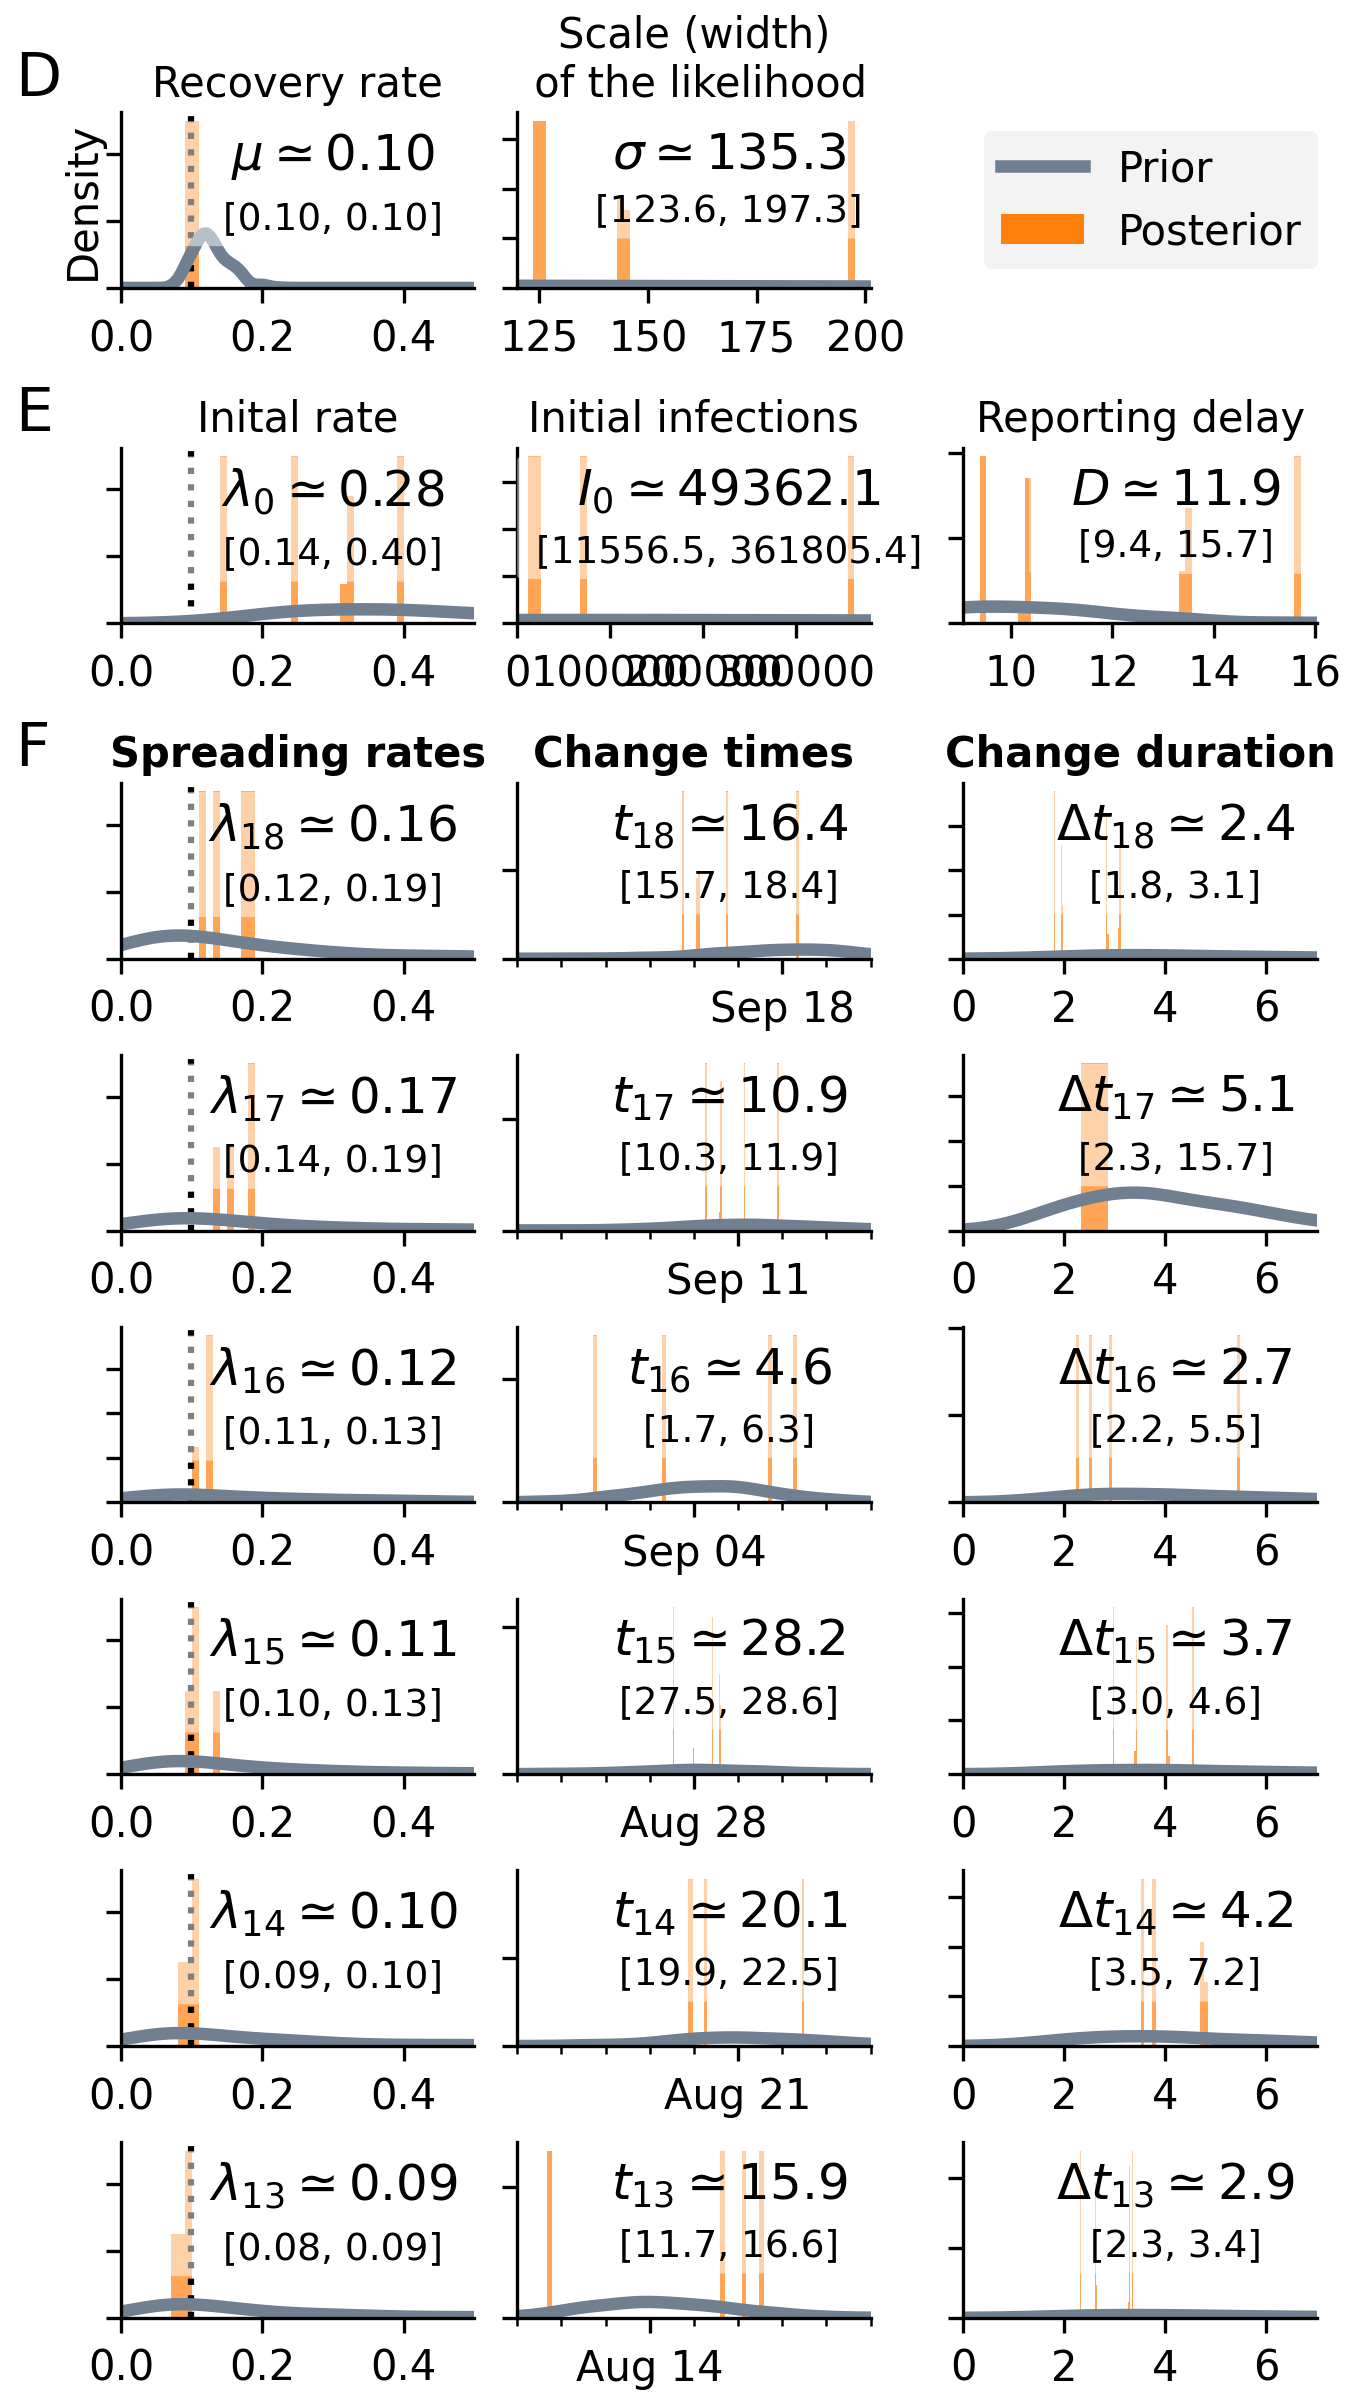 D
Recovery rate
Scale (width)
of the likelihood
Density
μ ≃ 0.10
[0.10, 0.10]
σ ≃ 135.3
[123.6, 197.3]
Prior
Posterior
0.0 0.2 0.4
125 150 175 200
E
Inital rate
Initial infections
Reporting delay
λ0 ≃ 0.28
[0.14, 0.40]
I0 ≃ 49362.1
[11556.5, 361805.4]
D ≃ 11.9
[9.4, 15.7]
0.0 0.2 0.4
0 100000 200000 300000
10 12 14 16
F
Spreading rates
Change times
Change duration
λ18 ≃ 0.16
[0.12, 0.19]
t18 ≃ 16.4
[15.7, 18.4]
Δt18 ≃ 2.4
[1.8, 3.1]
0.0 0.2 0.4
Sep 18
0 2 4 6
λ17 ≃ 0.17
[0.14, 0.19]
t17 ≃ 10.9
[10.3, 11.9]
Δt17 ≃ 5.1
[2.3, 15.7]
0.0 0.2 0.4
Sep 11
0 2 4 6
λ16 ≃ 0.12
[0.11, 0.13]
t16 ≃ 4.6
[1.7, 6.3]
Δt16 ≃ 2.7
[2.2, 5.5]
0.0 0.2 0.4
Sep 04
0 2 4 6
λ15 ≃ 0.11
[0.10, 0.13]
t15 ≃ 28.2
[27.5, 28.6]
Δt15 ≃ 3.7
[3.0, 4.6]
0.0 0.2 0.4
Aug 28
0 2 4 6
λ14 ≃ 0.10
[0.09, 0.10]
t14 ≃ 20.1
[19.9, 22.5]
Δt14 ≃ 4.2
[3.5, 7.2]
0.0 0.2 0.4
Aug 21
0 2 4 6
λ13 ≃ 0.09
[0.08, 0.09]
t13 ≃ 15.9
[11.7, 16.6]
Δt13 ≃ 2.9
[2.3, 3.4]
0.0 0.2 0.4
Aug 14
0 2 4 6